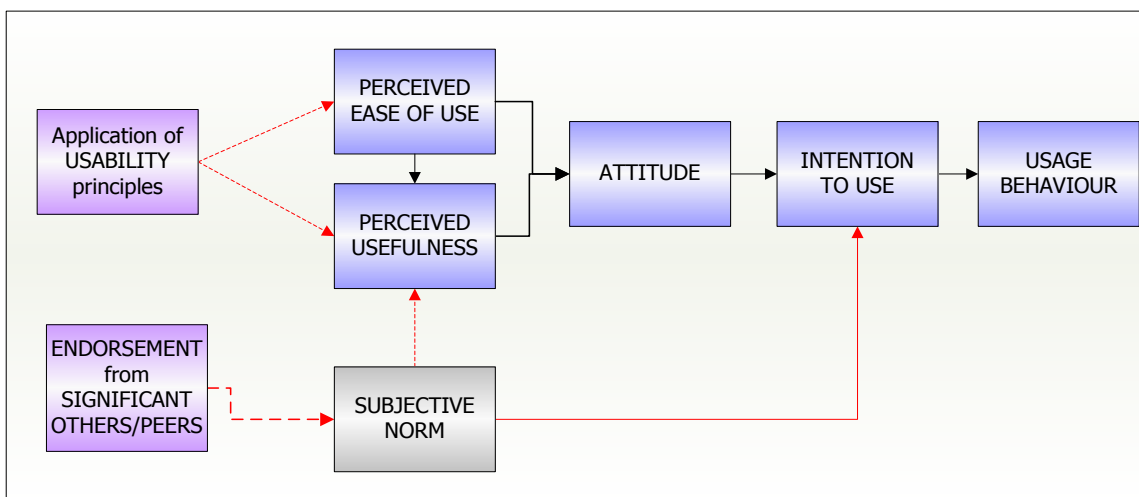 Application of
USABILITY
principles
PERCEIVED
EASE OF USE
PERCEIVED
USEFULNESS
ATTITUDE
INTENTION
TO USE
USAGE
BEHAVIOUR
ENDORSEMENT
from
SIGNIFICANT
OTHERS/PEERS
SUBJECTIVE
NORM